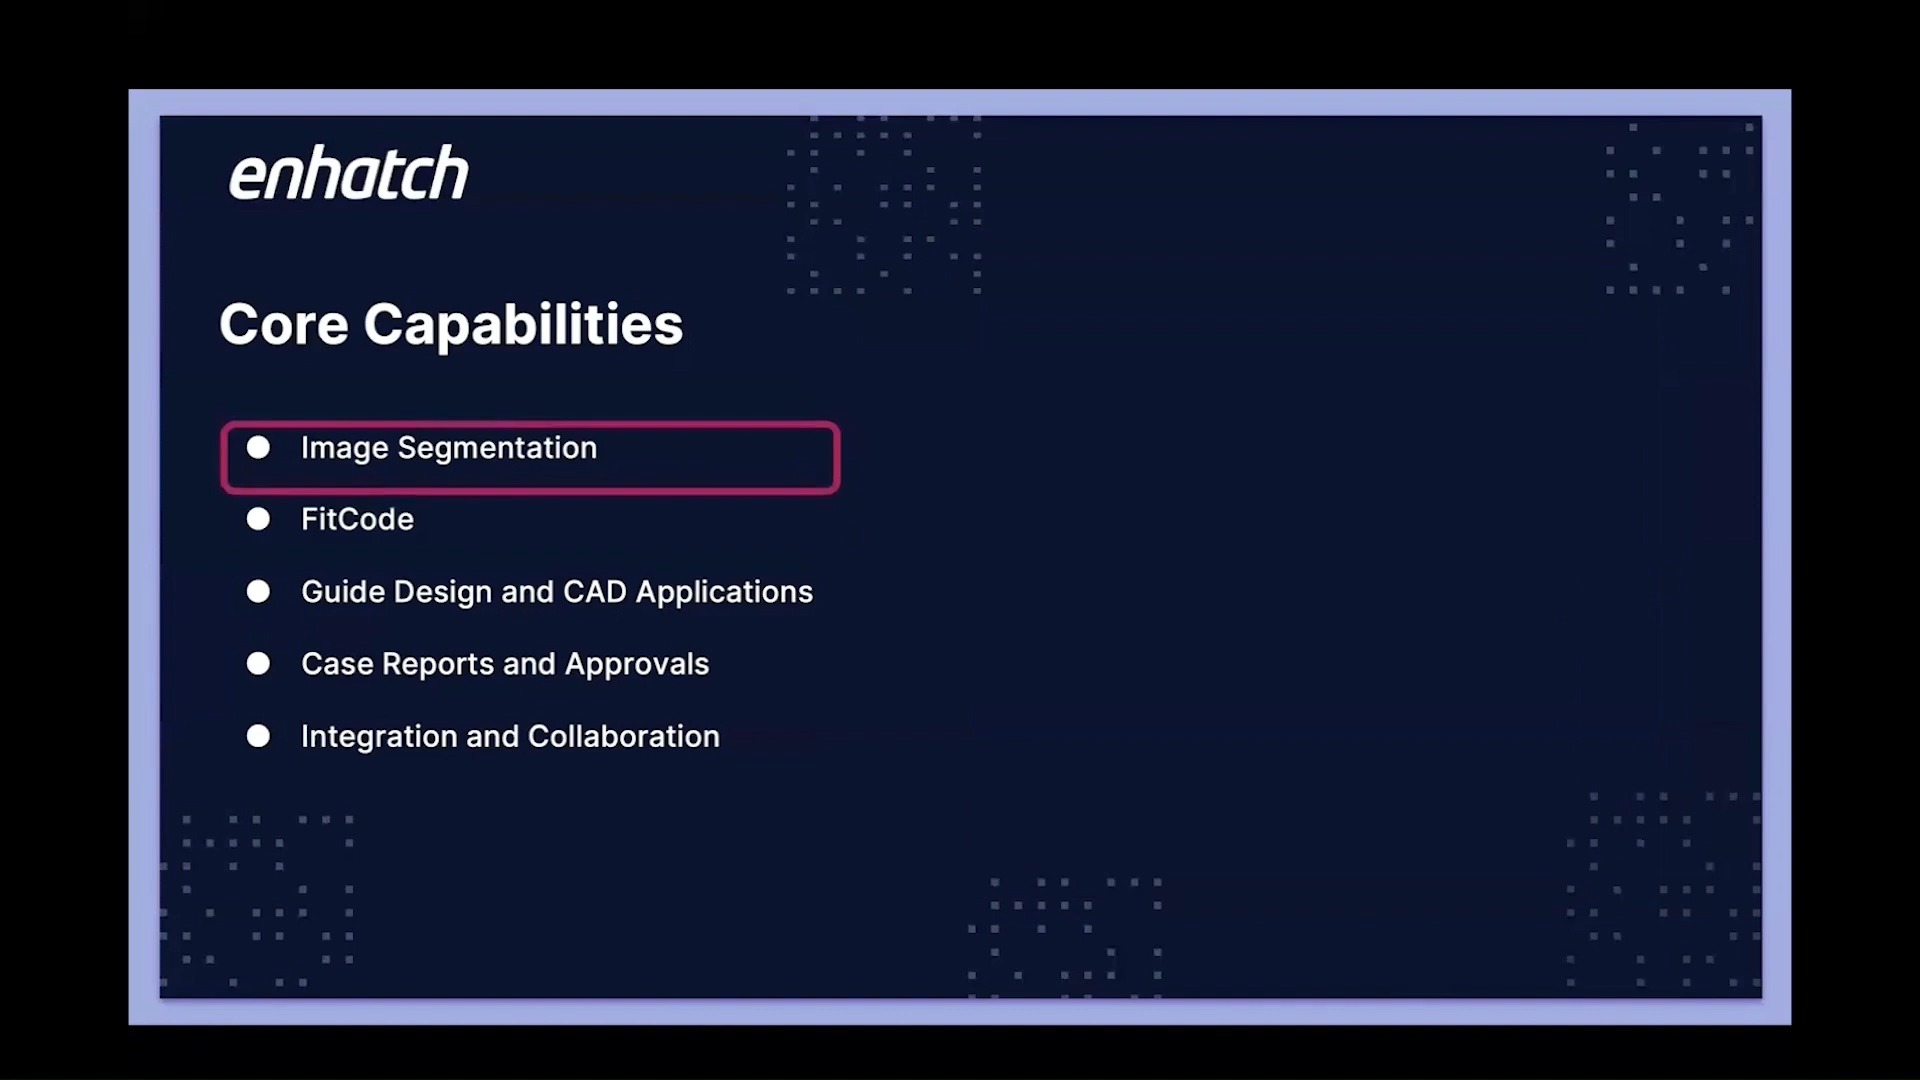 enhatch
Core Capabilities
Image Segmentation
FitCode
Guide Design and CAD Applications
Case Reports and Approvals
Integration and Collaboration